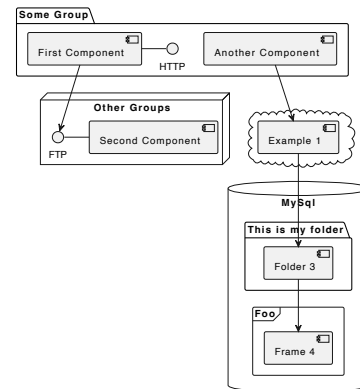 Some Group
First Component
HTTP
Another Component
Other Groups
FTP
Second Component
Example 1
MySql
This is my folder
Folder 3
Foo
Frame 4